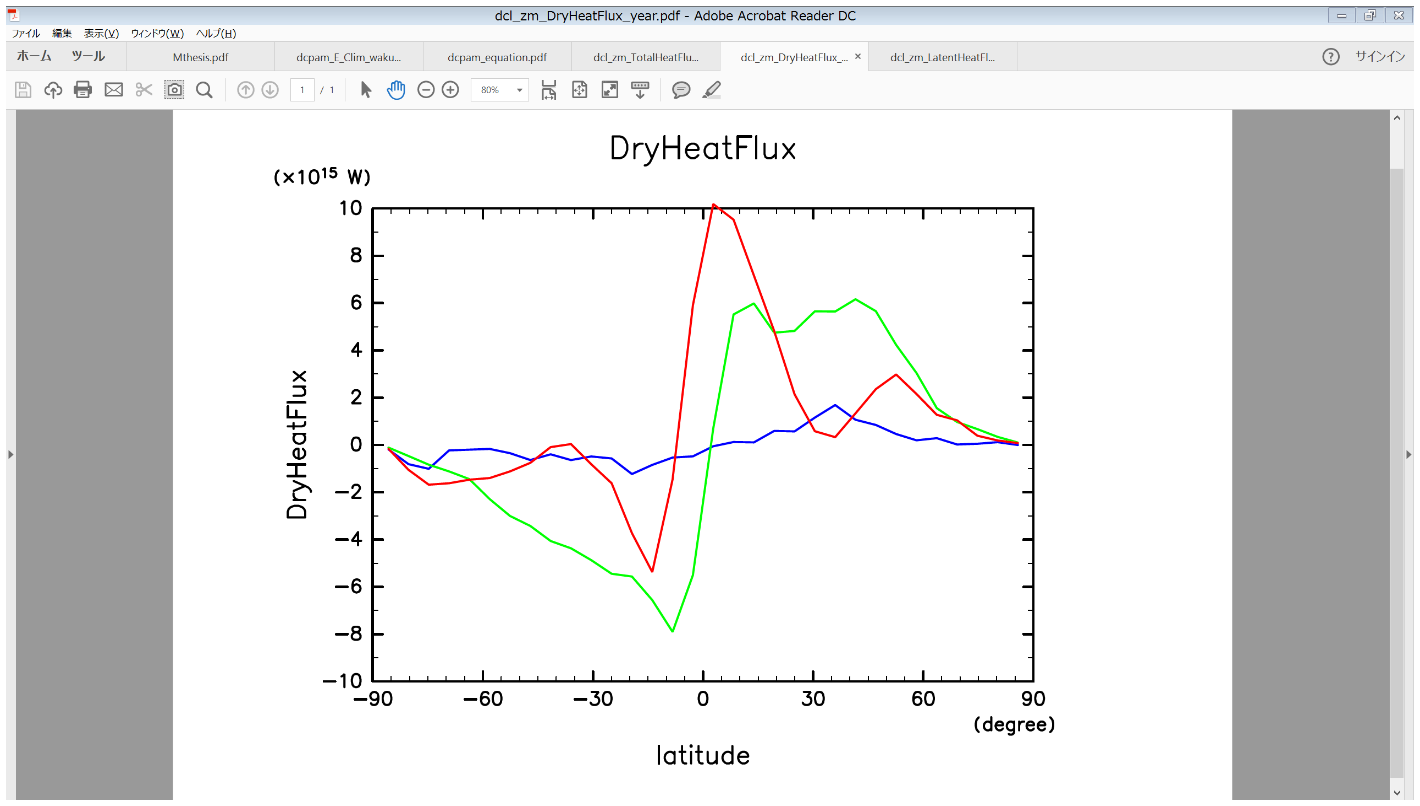 dcl_zm_DryHeatFlux_year.pdf - Adobe Acrobat Reader DC
ファイル 編集 表示(V) ウィンドウ(W) ヘルプ(H)
ホーム ツール Mthesis.pdf dcpam_E_Clim_waku... dcpam_equation.pdf dcl_zm_TotalHeatFlu... dcl_zm_DryHeatFlux_... × dcl_zm_LatentHeatFl... ? サインイン
1 / 1 80%
DryHeatFlux
(×10¹⁵ W)
10
8
6
4
2
0
−2
−4
−6
−8
−10
DryHeatFlux
−90 −60 −30 0 30 60 90
(degree)
latitude